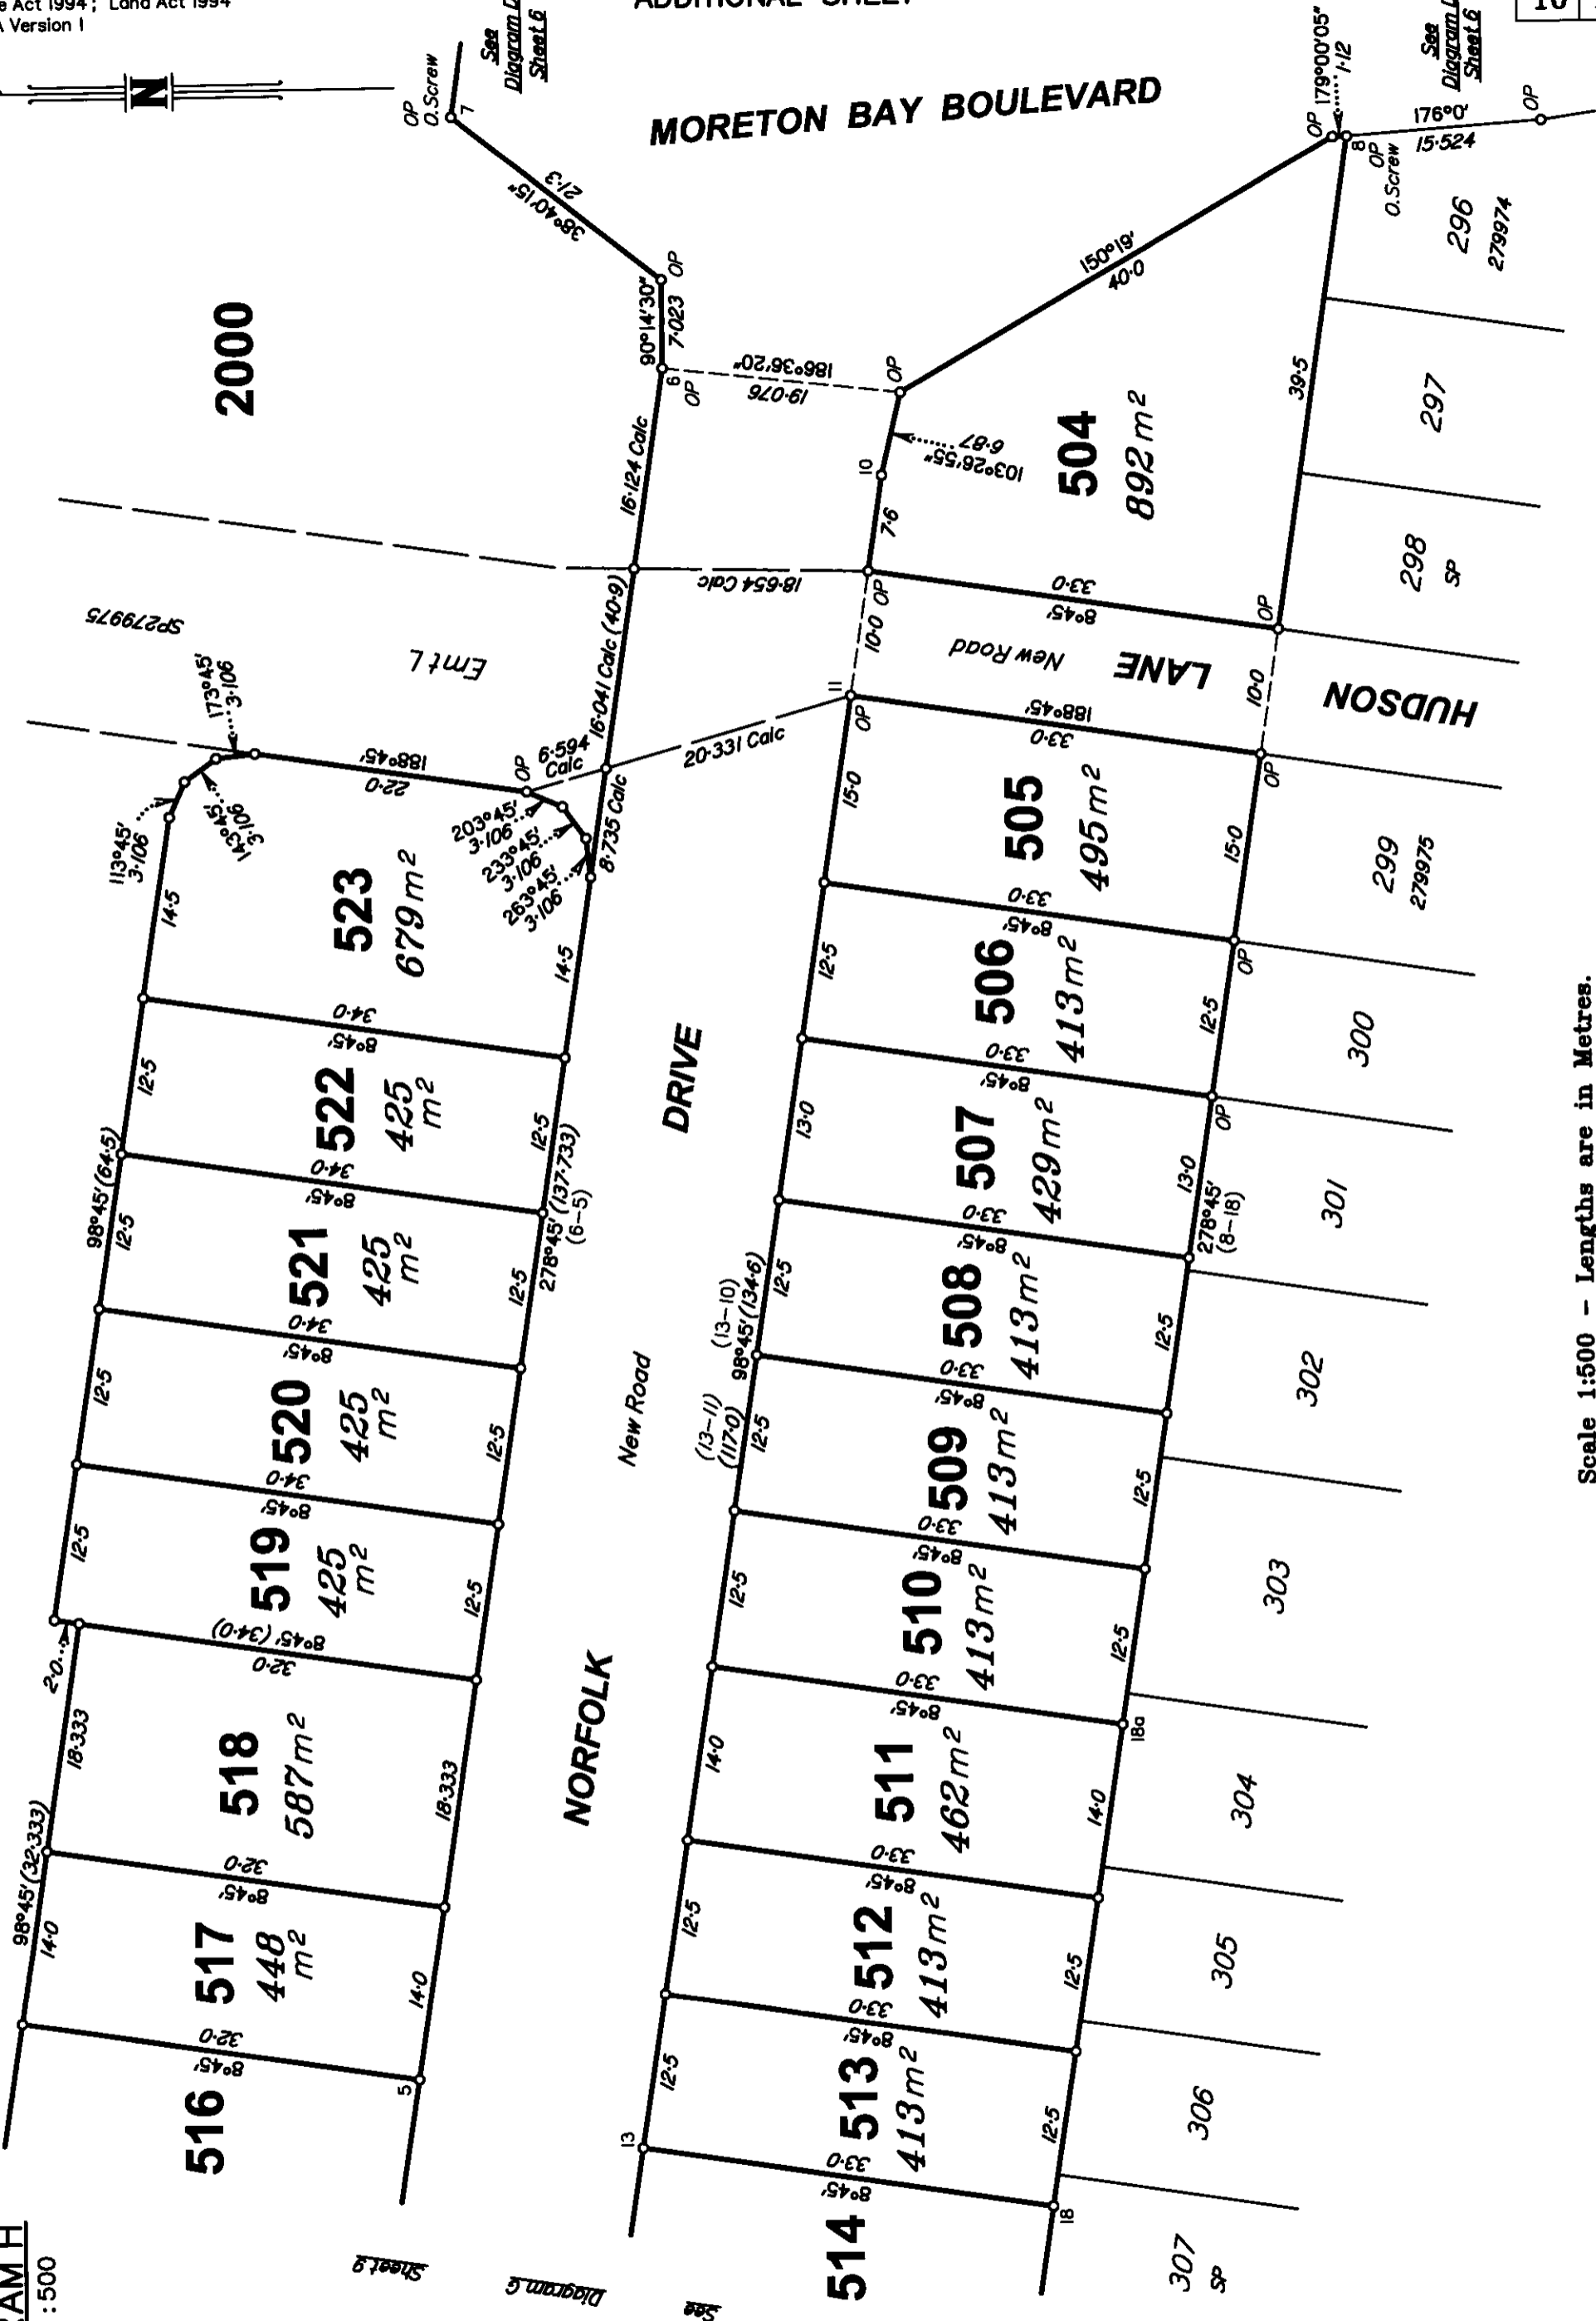 e Act 1994; Land Act 1994
A Version 1
ADDITIONAL SHEET
10
N
See
Diagram
Sheet 6
OP
O.Screw
7
MORETON BAY BOULEVARD
OP
179°00'05"
1·12
8
OP
O.Screw
176°0'
15·524
OP
See
Diagram
Sheet 6
38°40'15"
21·3
OP
90°14'30"
7·023
6
OP
186°36'20"
19·076
OP
150°19'
40·0
296
279974
2000
16·124 Calc
10
103°26'55"
6·87
7·6
504
892m²
39·5
297
298
SP
SP279975
Emt L
18·654 Calc
OP
33·0
8°45'
OP
10·0
New Road
LANE
HUDSON
10·0
173°45'
3·106
143°45'
3·106
113°45'
3·106
188°45'
22·0
OP
6·594
Calc
16·041 Calc (40·9)
20·331 Calc
11
OP
188°45'
33·0
OP
203°45'
3·106
233°45'
3·106
263°45'
3·106
8·735 Calc
14·5
523
679m²
14·5
15·0
505
495m²
15·0
299
279975
34·0
8°45'
33·0
8°45'
OP
12·5
522
425
m²
12·5
12·5
506
413m²
12·5
300
34·0
8°45'
33·0
8°45'
OP
98°45'(64·5)
12·5
521
425
m²
12·5
278°45'(137·733)
(6-5)
DRIVE
13·0
507
429m²
13·0
278°45'
(8-18)
301
34·0
8°45'
33·0
8°45'
12·5
520
425
m²
12·5
New Road
(13-10)
98°45'(134·6)
12·5
508
413m²
12·5
302
34·0
8°45'
33·0
8°45'
12·5
519
425
m²
12·5
(13-11)
(117·0)
12·5
509
413m²
12·5
303
2·0
8°45' (34·0)
32·0
33·0
8°45'
18·333
518
587m²
18·333
NORFOLK
12·5
510
413m²
12·5
33·0
8°45'
18a
98°45'(32·333)
32·0
8°45'
14·0
511
462m²
14·0
304
33·0
8°45'
14·0
517
448
m²
14·0
12·5
512
413m²
12·5
305
32·0
8°45'
5
33·0
8°45'
516
12·5
513
413m²
12·5
306
13
33·0
8°45'
18
514
307
SP
See
Diagram G
Sheet 9
AM H
:500
Scale 1:500 - Lengths are in Metres.